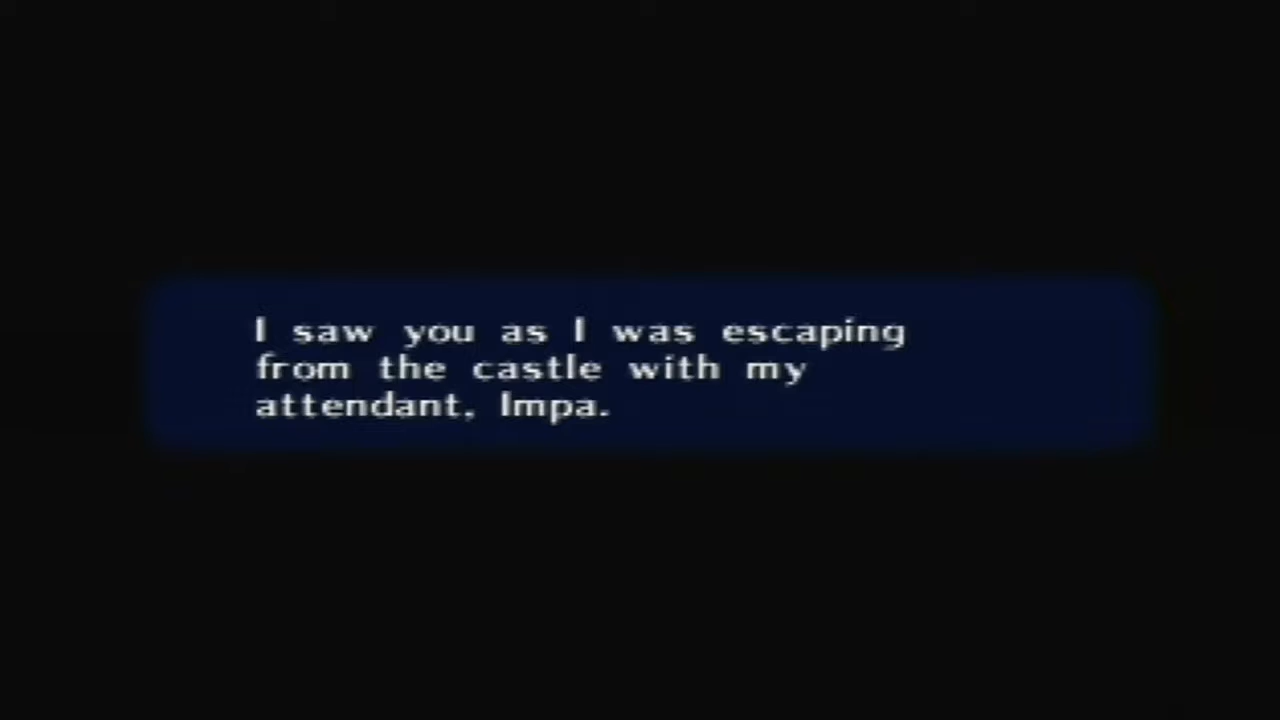 I saw you as I was escaping
from the castle with my
attendant, Impa.